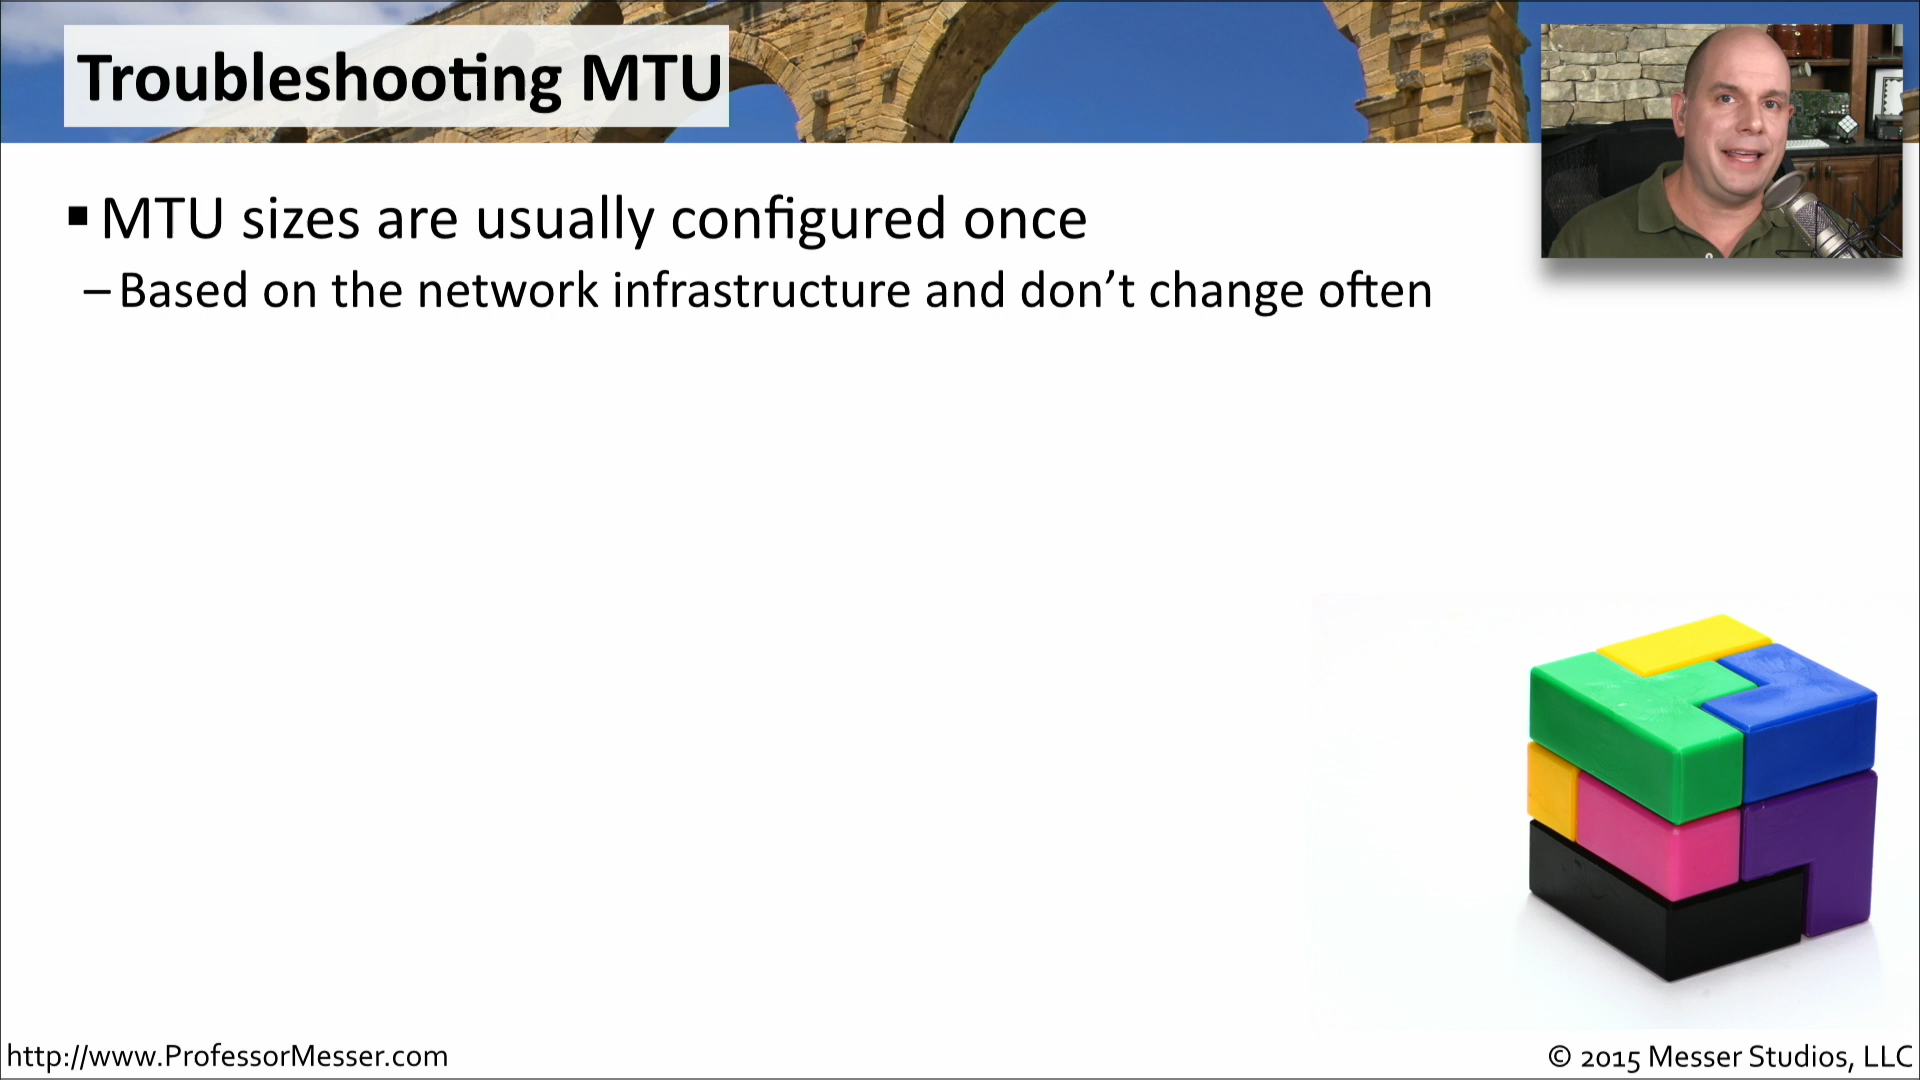 Troubleshooting MTU
▪ MTU sizes are usually configured once
– Based on the network infrastructure and don’t change often
http://www.ProfessorMesser.com
© 2015 Messer Studios, LLC